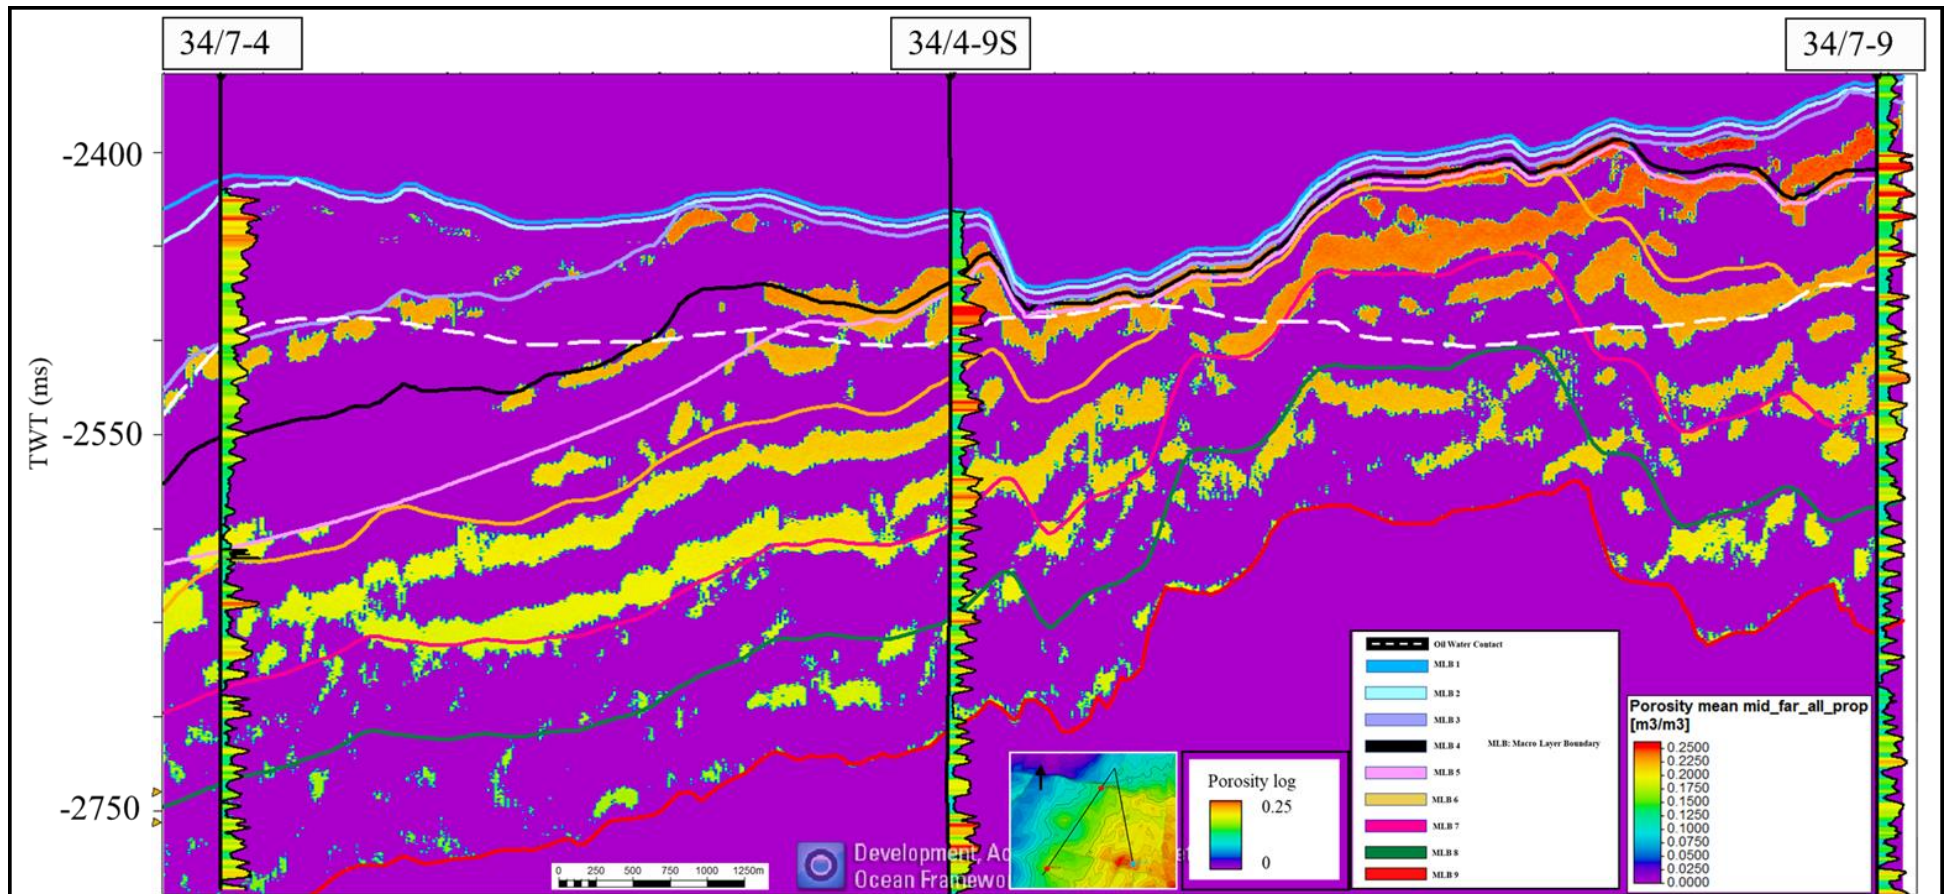 34/7-4
34/4-9S
34/7-9
-2400
-2550
-2750
TWT (ms)
Oil Water Contact
MLB 1
MLB 2
MLB 3
MLB 4
MLB: Macro Layer Boundary
MLB 5
MLB 6
MLB 7
MLB 8
MLB 9
Porosity mean mid_far_all_prop
[m3/m3]
0.2500
0.2250
0.2000
0.1750
0.1500
0.1250
0.1000
0.0750
0.0500
0.0250
0.0000
Porosity log
0.25
0
0 250 500 750 1000 1250m
Development,
Ocean